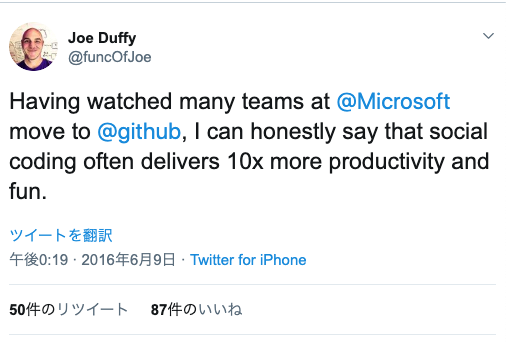 Joe Duffy
@funcOfJoe
Having watched many teams at @Microsoft
move to @github, I can honestly say that social
coding often delivers 10x more productivity and
fun.
ツイートを翻訳
午後0:19 · 2016年6月9日 · Twitter for iPhone
50件のリツイート 87件のいいね